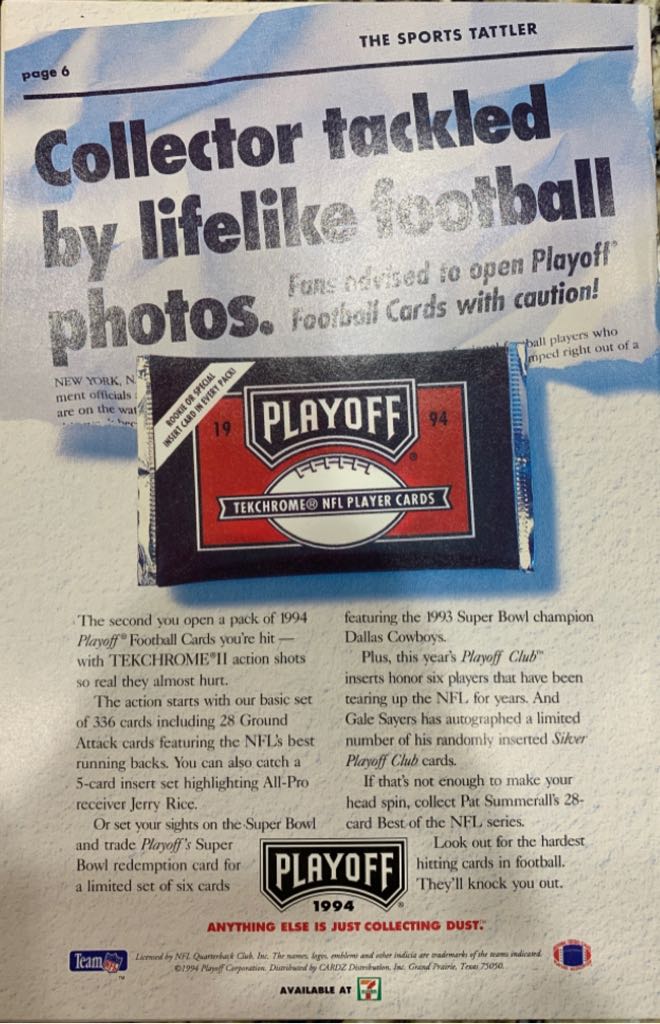 page 6
THE SPORTS TATTLER
Collector tackled
by lifelike football
photos.
Fans advised to open Playoff®
Football Cards with caution!
NEW YORK, N
ment officials
are on the wat
ball players who
mped right out of a
ROOKIE OR SPECIAL
INSERT CARD IN EVERY PACK!
19 PLAYOFF® 94
TEKCHROME® NFL PLAYER CARDS
The second you open a pack of 1994
Playoff® Football Cards you're hit —
with TEKCHROME®II action shots
so real they almost hurt.
The action starts with our basic set
of 336 cards including 28 Ground
Attack cards featuring the NFL's best
running backs. You can also catch a
5-card insert set highlighting All-Pro
receiver Jerry Rice.
Or set your sights on the Super Bowl
and trade Playoff's Super
Bowl redemption card for
a limited set of six cards
featuring the 1993 Super Bowl champion
Dallas Cowboys.
Plus, this year's Playoff Club™
inserts honor six players that have been
tearing up the NFL for years. And
Gale Sayers has autographed a limited
number of his randomly inserted Silver
Playoff Club cards.
If that's not enough to make your
head spin, collect Pat Summerall's 28-
card Best of the NFL series.
Look out for the hardest
hitting cards in football.
They'll knock you out.
PLAYOFF®
1994
ANYTHING ELSE IS JUST COLLECTING DUST.™
Team NFL™
Licensed by NFL Quarterback Club, Inc. The names, logos, emblems and other indicia are trademarks of the teams indicated.
©1994 Playoff Corporation. Distributed by CARDZ Distribution, Inc. Grand Prairie, Texas 75050.
AVAILABLE AT 7 ELEVEN